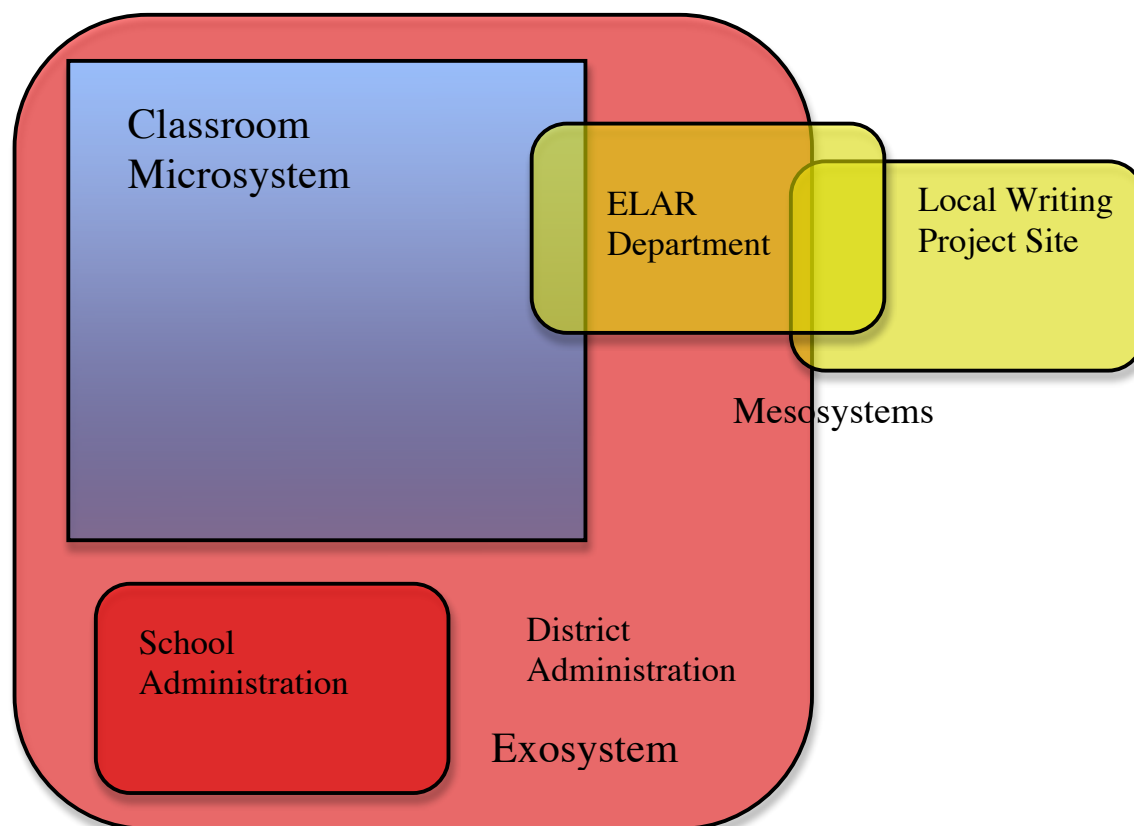 Classroom
Microsystem
ELAR
Department
Local Writing
Project Site
Mesosystems
School
Administration
District
Administration
Exosystem